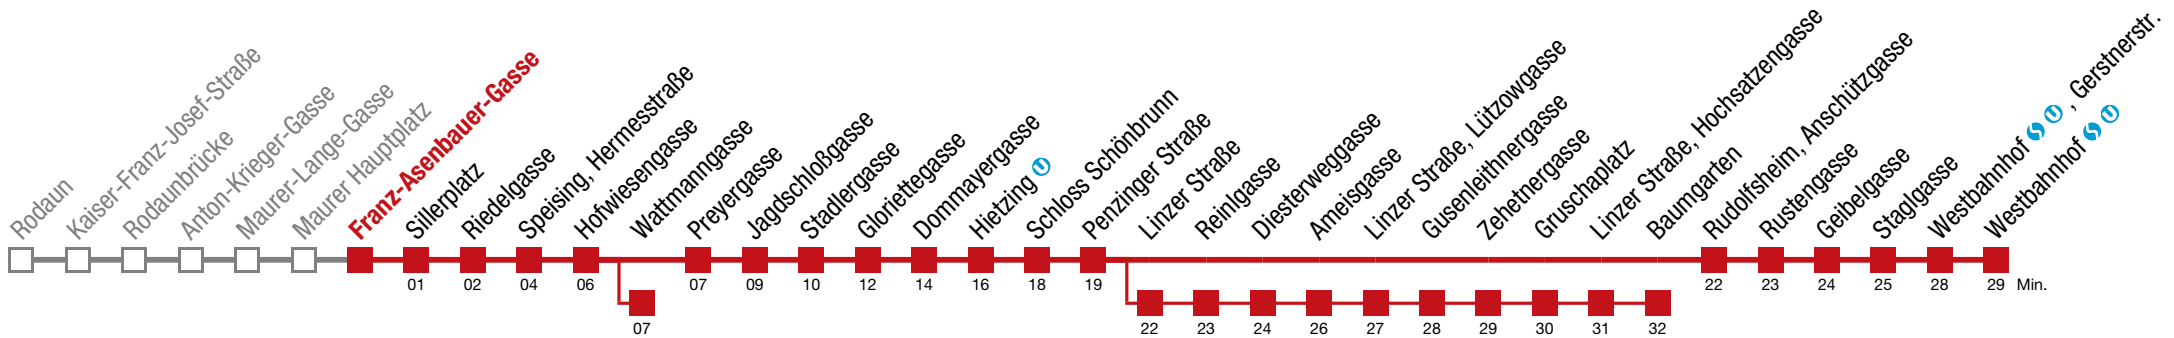 Rodaun
Kaiser-Franz-Josef-Straße
Rodaunbrücke
Anton-Krieger-Gasse
Maurer-Lange-Gasse
Maurer Hauptplatz
Franz-Asenbauer-Gasse
Sillerplatz
Riedelgasse
Speising, Hermesstraße
Hofwiesengasse
Wattmanngasse
Preyergasse
Jagdschloßgasse
Stadlergasse
Gloriettegasse
Dommayergasse
Hietzing U
Schloss Schönbrunn
Penzinger Straße
Linzer Straße
Reinlgasse
Diesterweggasse
Ameisgasse
Linzer Straße, Lützowgasse
Gusenleithnergasse
Zehetnergasse
Gruschaplatz
Linzer Straße, Hochsatzengasse
Baumgarten
Rudolfsheim, Anschützgasse
Rustengasse
Geibelgasse
Staglgasse
Westbahnhof S U, Gerstnerstr.
Westbahnhof S U
01 02 04 06 07 09 10 12 14 16 18 19 22 23 24 25 28 29 Min.
07 22 23 24 26 27 28 29 30 31 32